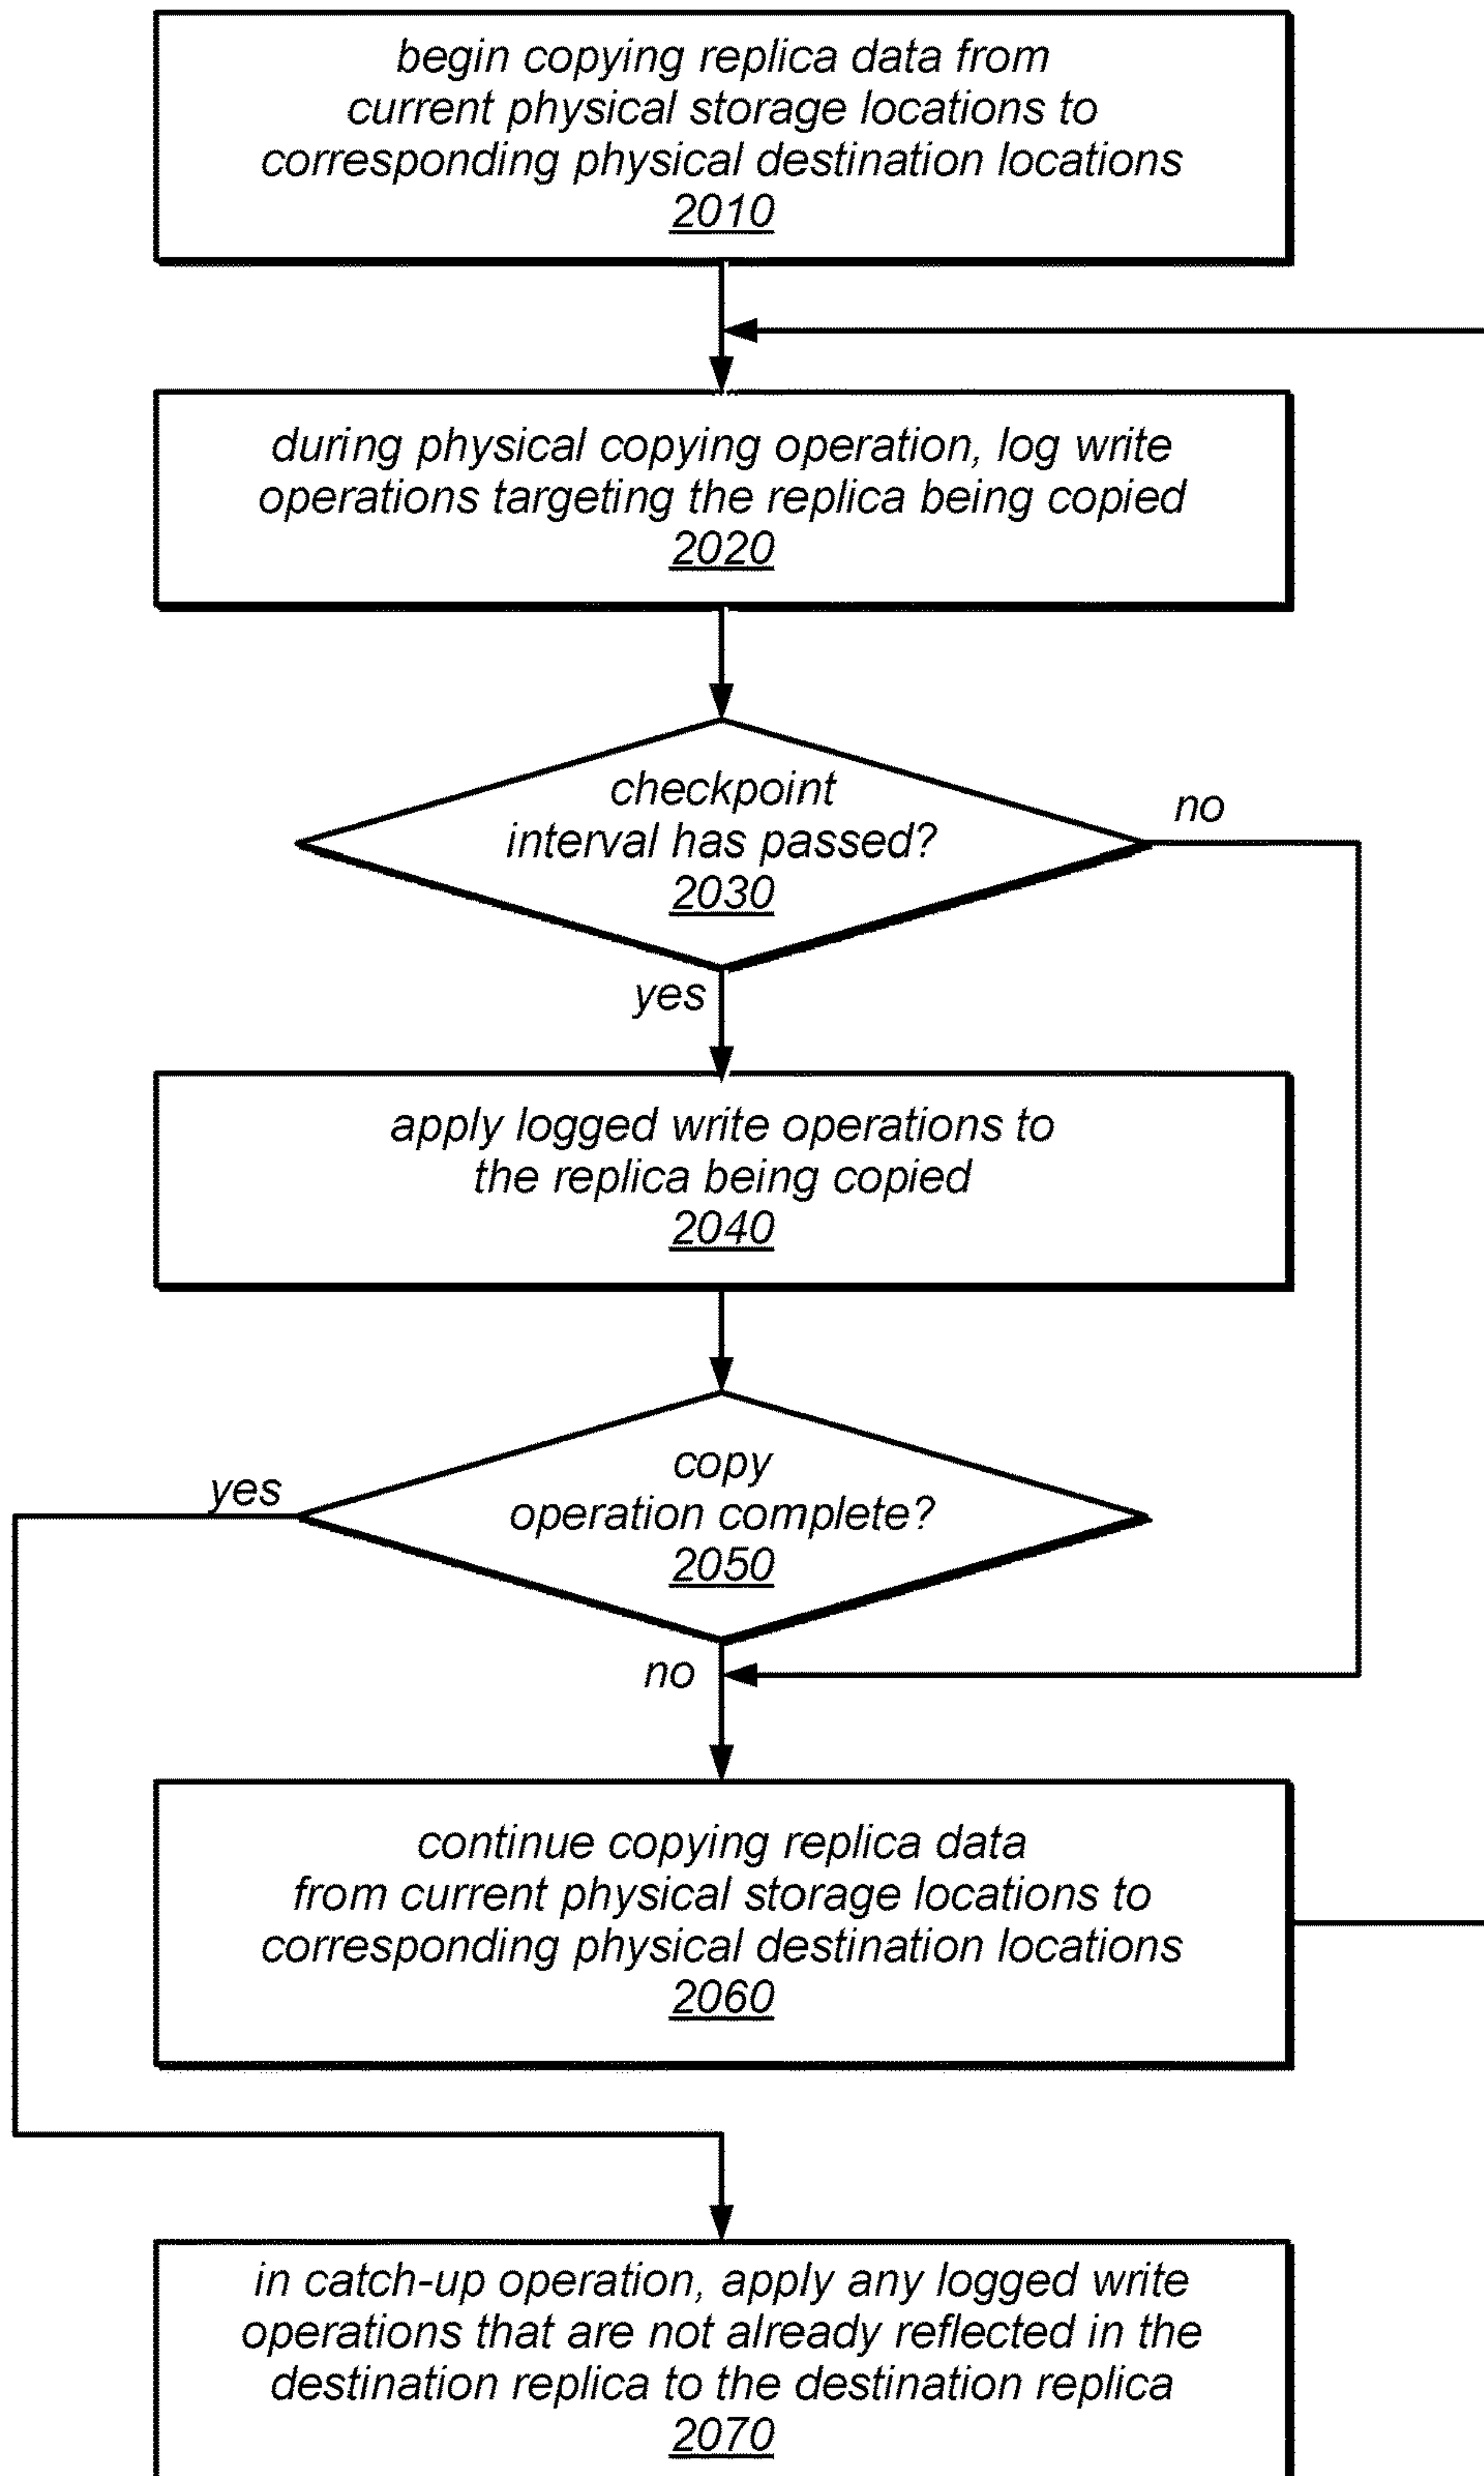 begin copying replica data from
current physical storage locations to
corresponding physical destination locations
2010
during physical copying operation, log write
operations targeting the replica being copied
2020
checkpoint
interval has passed?
2030
no
yes
apply logged write operations to
the replica being copied
2040
copy
operation complete?
2050
yes
no
continue copying replica data
from current physical storage locations to
corresponding physical destination locations
2060
in catch-up operation, apply any logged write
operations that are not already reflected in the
destination replica to the destination replica
2070